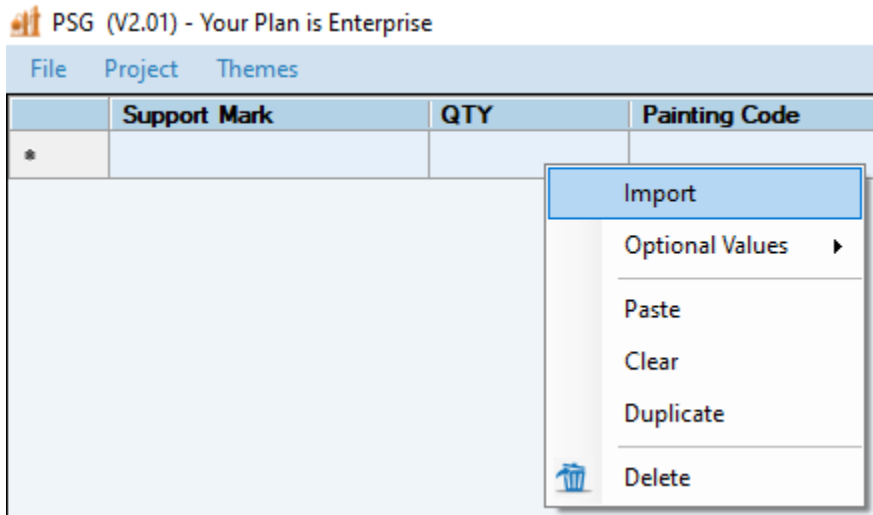 PSG (V2.01) - Your Plan is Enterprise
File Project Themes
Support Mark QTY Painting Code
*
Import
Optional Values
Paste
Clear
Duplicate
Delete